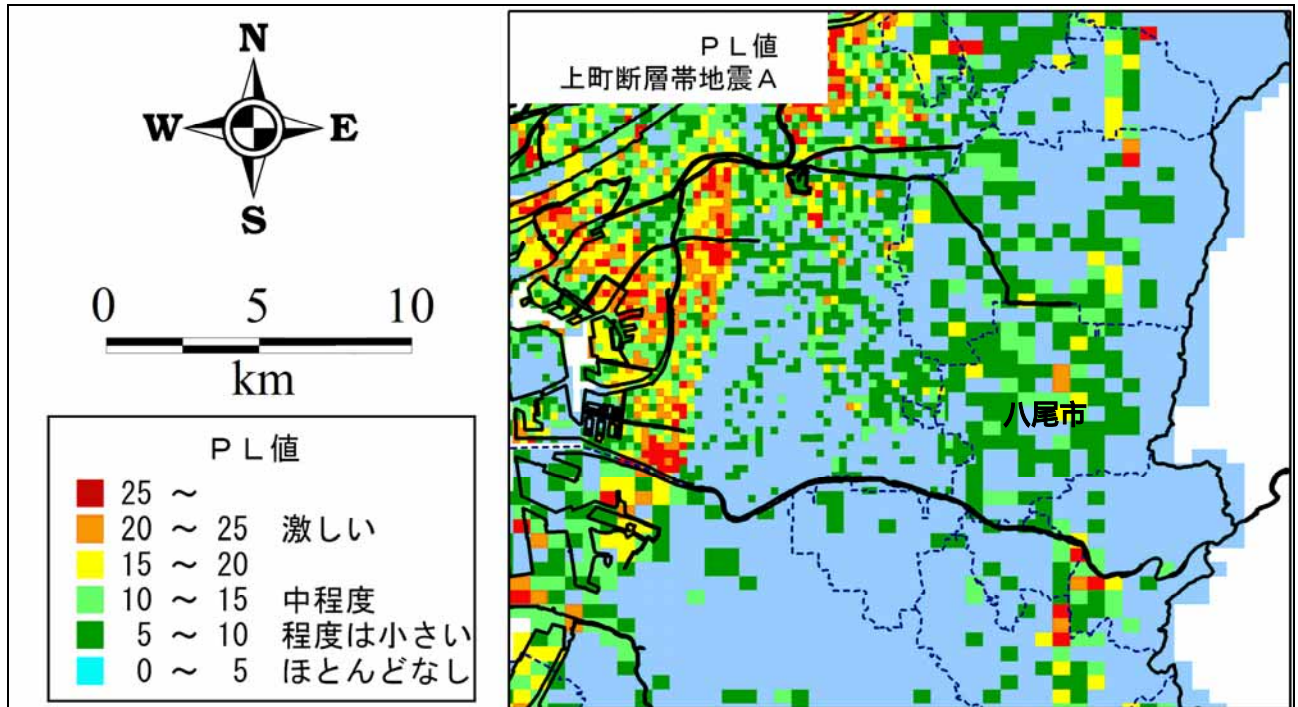 N
W E
S
0 5 10
km
ＰＬ値
25 ～
20 ～ 25 激しい
15 ～ 20
10 ～ 15 中程度
5 ～ 10 程度は小さい
0 ～ 5 ほとんどなし
ＰＬ値
上町断層帯地震Ａ
八尾市